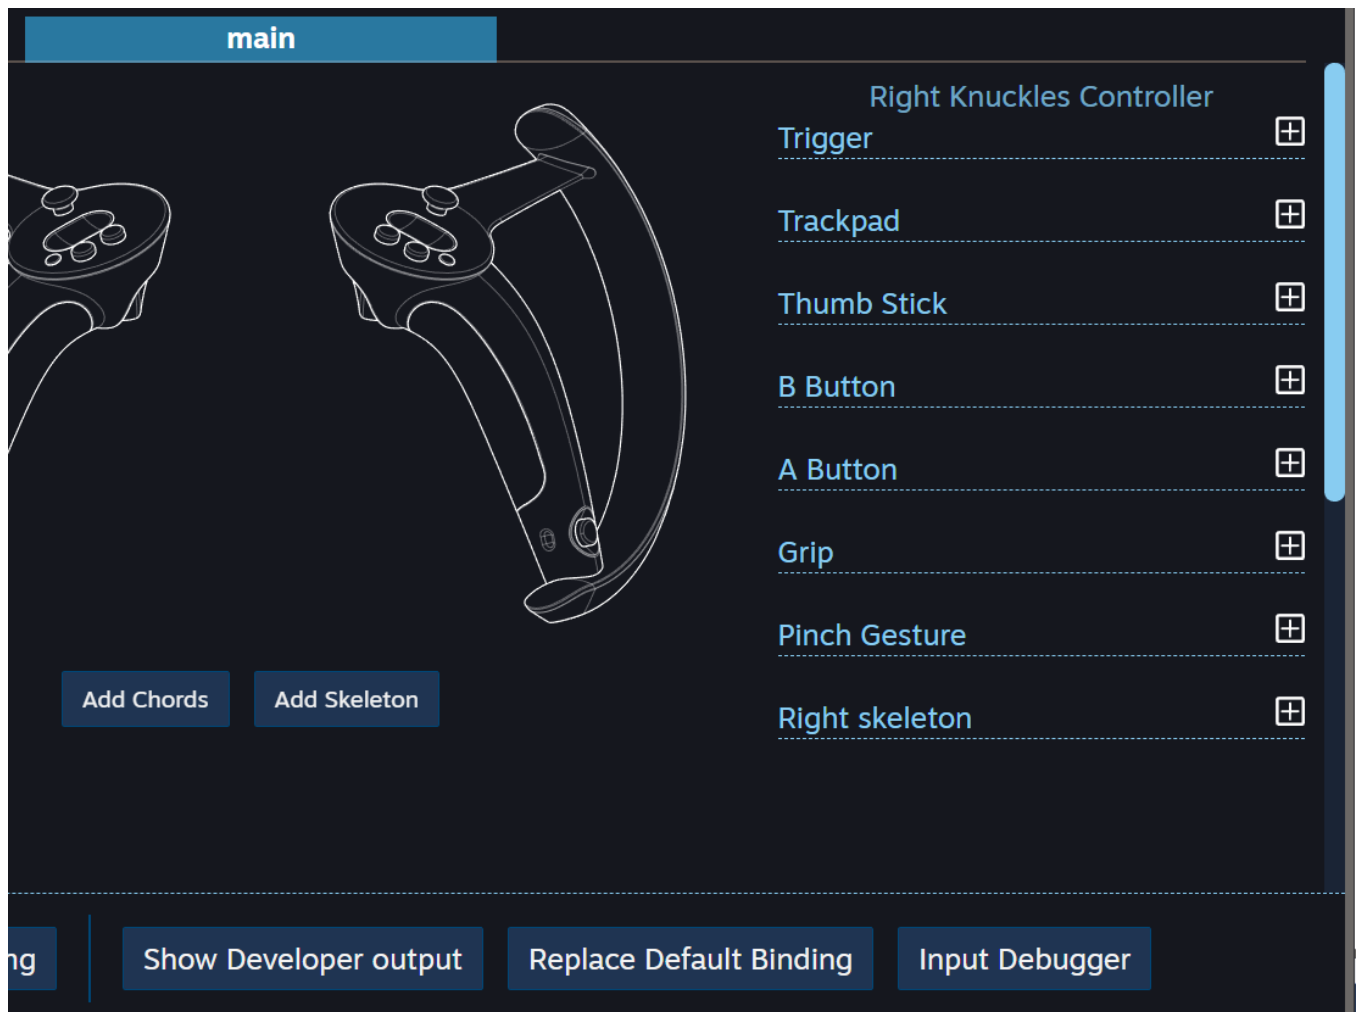 main
Right Knuckles Controller
Trigger
Trackpad
Thumb Stick
B Button
A Button
Grip
Pinch Gesture
Right skeleton
Add Chords
Add Skeleton
ng
Show Developer output
Replace Default Binding
Input Debugger